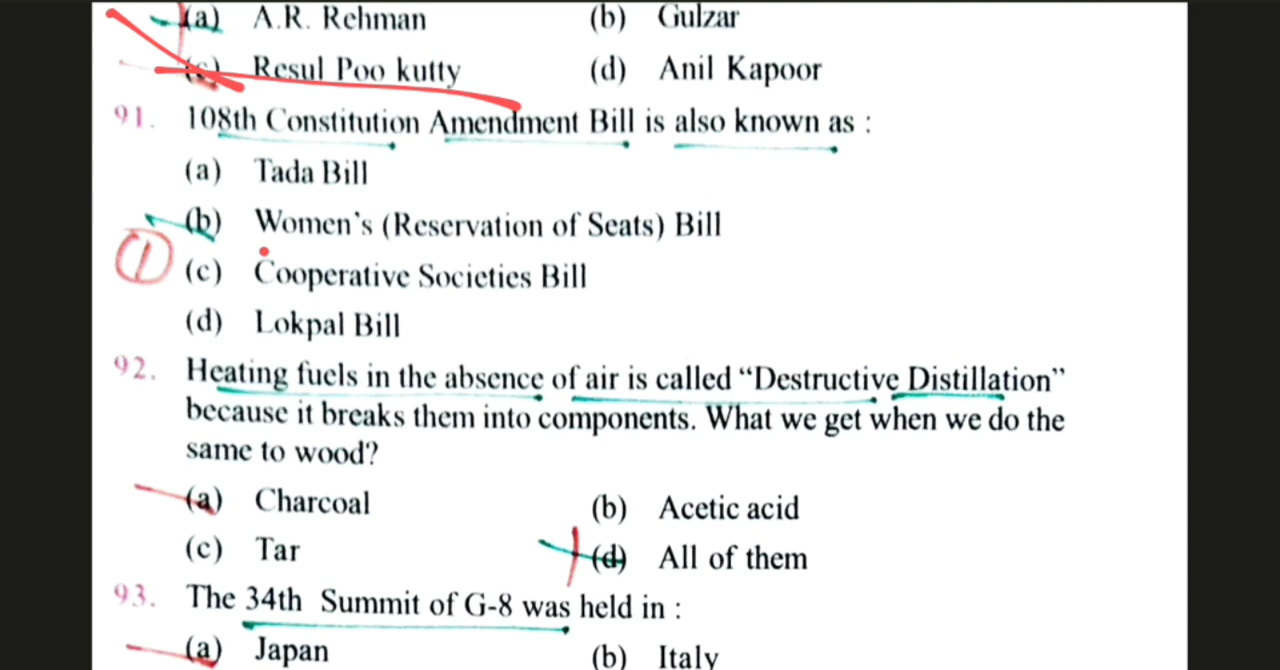 (a) A.R. Rehman (b) Gulzar
(c) Resul Poo kutty (d) Anil Kapoor
91. 108th Constitution Amendment Bill is also known as :
(a) Tada Bill
(b) Women's (Reservation of Seats) Bill
1 (c) Cooperative Societies Bill
(d) Lokpal Bill
92. Heating fuels in the absence of air is called “Destructive Distillation”
because it breaks them into components. What we get when we do the
same to wood?
(a) Charcoal (b) Acetic acid
(c) Tar (d) All of them
93. The 34th Summit of G-8 was held in :
(a) Japan (b) Italy